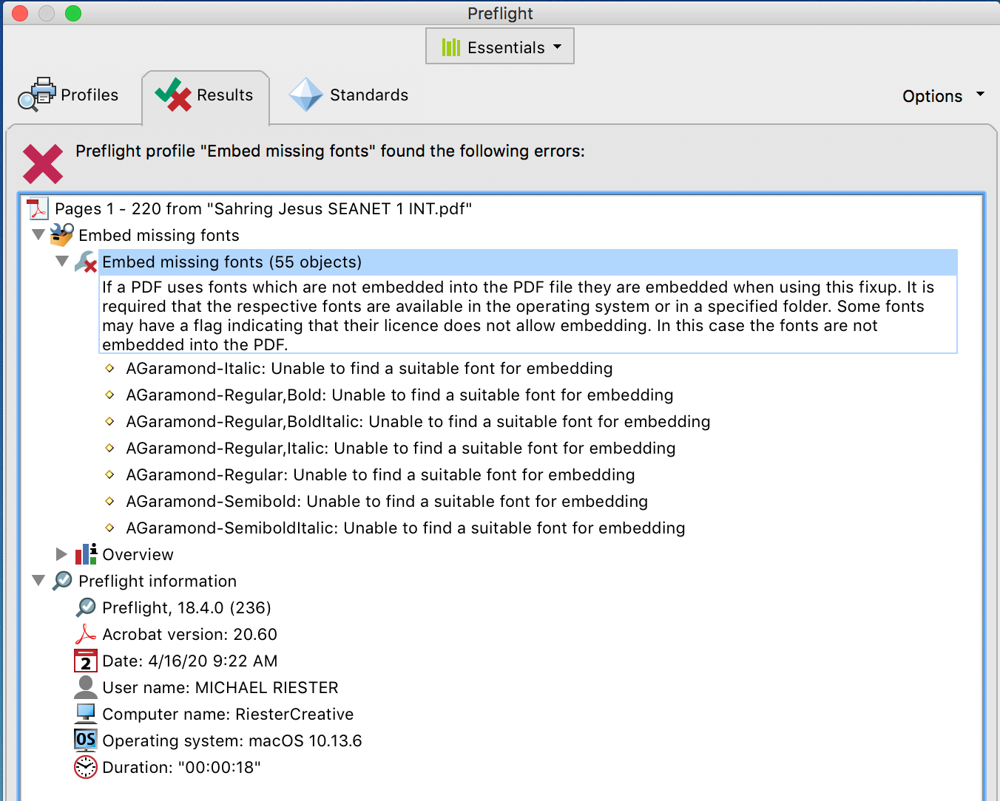 Preflight
Essentials
Profiles
Results
Standards
Options
Preflight profile "Embed missing fonts" found the following errors:
Pages 1 - 220 from "Sahring Jesus SEANET 1 INT.pdf"
Embed missing fonts
Embed missing fonts (55 objects)
If a PDF uses fonts which are not embedded into the PDF file they are embedded when using this fixup. It is
required that the respective fonts are available in the operating system or in a specified folder. Some fonts
may have a flag indicating that their licence does not allow embedding. In this case the fonts are not
embedded into the PDF.
AGaramond-Italic: Unable to find a suitable font for embedding
AGaramond-Regular,Bold: Unable to find a suitable font for embedding
AGaramond-Regular,BoldItalic: Unable to find a suitable font for embedding
AGaramond-Regular,Italic: Unable to find a suitable font for embedding
AGaramond-Regular: Unable to find a suitable font for embedding
AGaramond-Semibold: Unable to find a suitable font for embedding
AGaramond-SemiboldItalic: Unable to find a suitable font for embedding
Overview
Preflight information
Preflight, 18.4.0 (236)
Acrobat version: 20.60
2 Date: 4/16/20 9:22 AM
User name: MICHAEL RIESTER
Computer name: RiesterCreative
OS Operating system: macOS 10.13.6
Duration: "00:00:18"